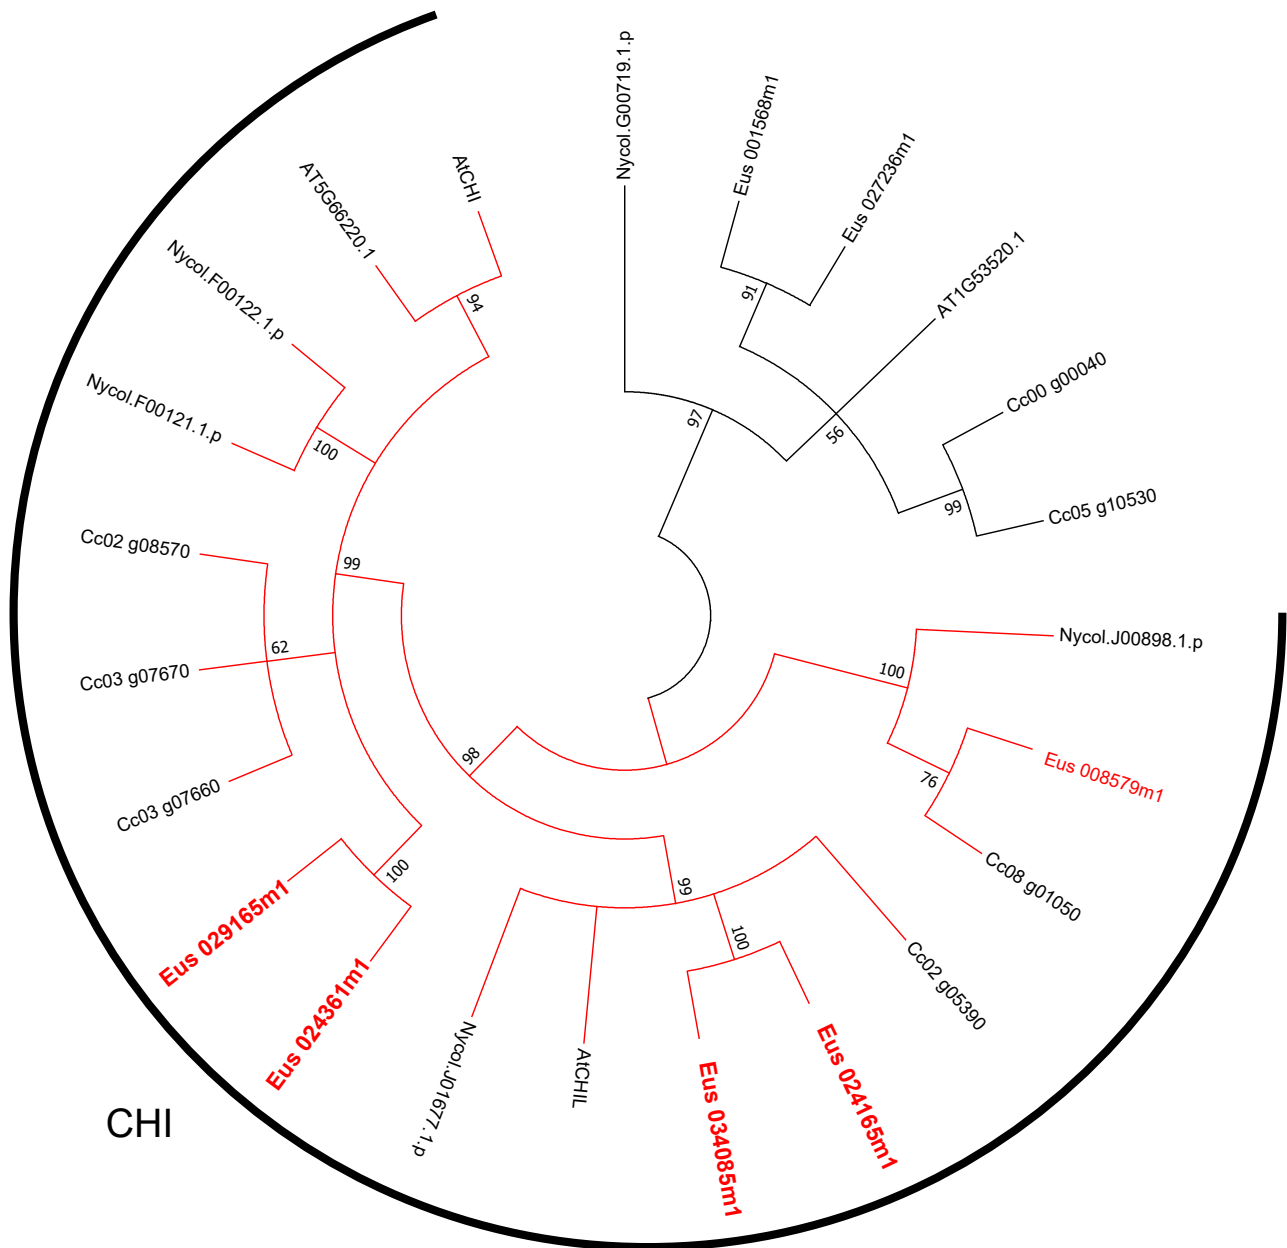 Nycol.G00719.1.p
Eus 001568m1
Eus 027236m1
AT1G53520.1
Cc00 g00040
Cc05 g10530
Nycol.J00898.1.p
Eus 008579m1
Cc08 g01050
Cc02 g05390
Eus 024165m1
Eus 034085m1
AtCHIL
Nycol.J01677.1.p
Eus 024361m1
Eus 029165m1
Cc03 g07660
Cc03 g07670
Cc02 g08570
Nycol.F00121.1.p
Nycol.F00122.1.p
AT5G66220.1
AtCHI
97
91
56
99
100
76
98
99
100
99
100
62
100
94
CHI